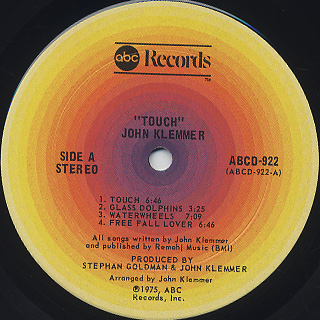 abc Records
TM
"TOUCH"
JOHN KLEMMER
SIDE A
STEREO
ABCD-922
(ABCD-922-A)
1. TOUCH 6:46
2. GLASS DOLPHINS 3:25
3. WATERWHEELS 7:09
4. FREE FALL LOVER 6:46
All songs written by John Klemmer
and published by Remohj Music (BMI)
PRODUCED BY
STEPHAN GOLDMAN & JOHN KLEMMER
Arranged by John Klemmer
℗1975, ABC
Records, Inc.